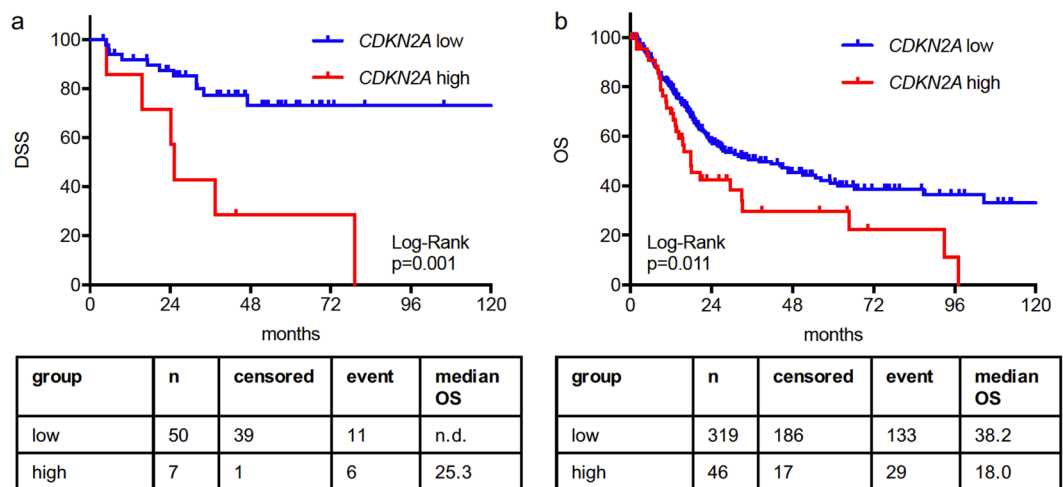 a
100
80
60
40
20
0
DSS
CDKN2A low
CDKN2A high
Log-Rank
p=0.001
0 24 48 72 96 120
months
group n censored event median OS
low 50 39 11 n.d.
high 7 1 6 25.3
b
100
80
60
40
20
0
OS
CDKN2A low
CDKN2A high
Log-Rank
p=0.011
0 24 48 72 96 120
months
group n censored event median OS
low 319 186 133 38.2
high 46 17 29 18.0